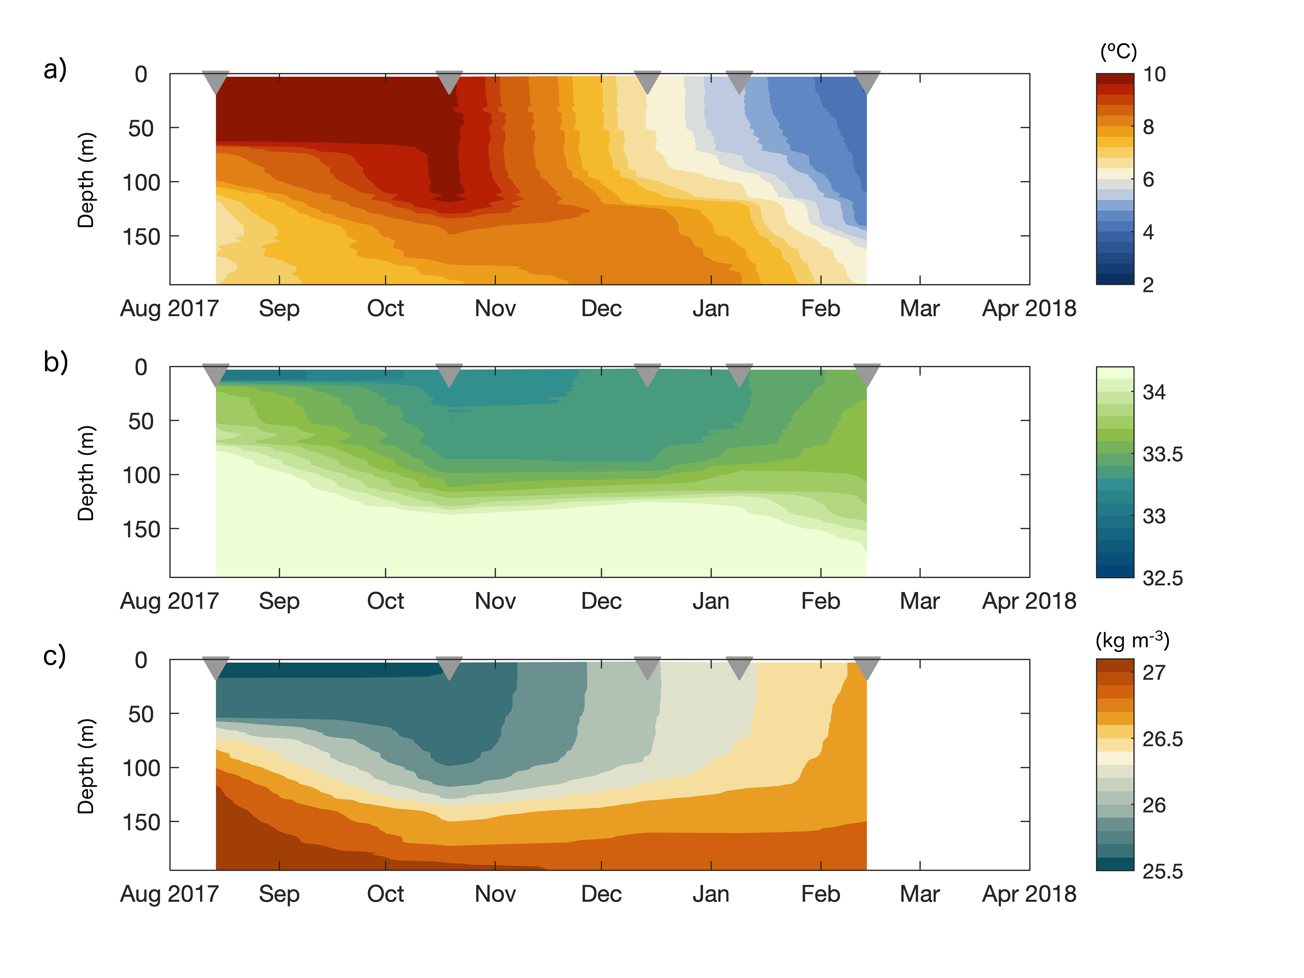 a)
(ºC)
0
50
100
150
Depth (m)
Aug 2017 Sep Oct Nov Dec Jan Feb Mar Apr 2018
10
8
6
4
2
b)
0
50
100
150
Depth (m)
Aug 2017 Sep Oct Nov Dec Jan Feb Mar Apr 2018
34
33.5
33
32.5
c)
(kg m-3)
0
50
100
150
Depth (m)
Aug 2017 Sep Oct Nov Dec Jan Feb Mar Apr 2018
27
26.5
26
25.5